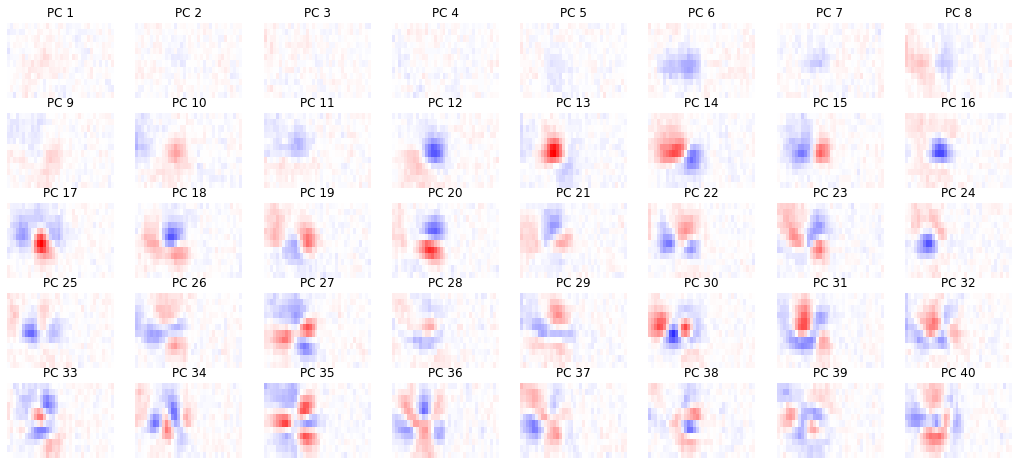 PC 1 PC 2 PC 3 PC 4 PC 5 PC 6 PC 7 PC 8
PC 9 PC 10 PC 11 PC 12 PC 13 PC 14 PC 15 PC 16
PC 17 PC 18 PC 19 PC 20 PC 21 PC 22 PC 23 PC 24
PC 25 PC 26 PC 27 PC 28 PC 29 PC 30 PC 31 PC 32
PC 33 PC 34 PC 35 PC 36 PC 37 PC 38 PC 39 PC 40